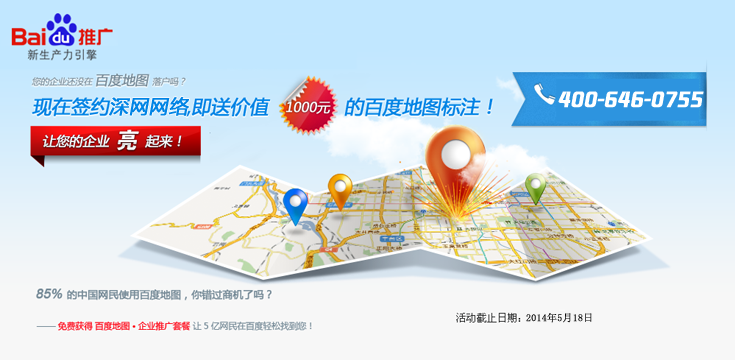 Bai du 推广
新生产力引擎
您的企业还没在 百度地图 落户吗？
现在签约深网网络,即送价值 1000元 的百度地图标注！
400-646-0755
让您的企业 亮 起来！
85% 的中国网民使用百度地图，你错过商机了吗？
活动截止日期：2014年5月18日
—— 免费获得 百度地图 • 企业推广套餐 让 5 亿网民在百度轻松找到您！